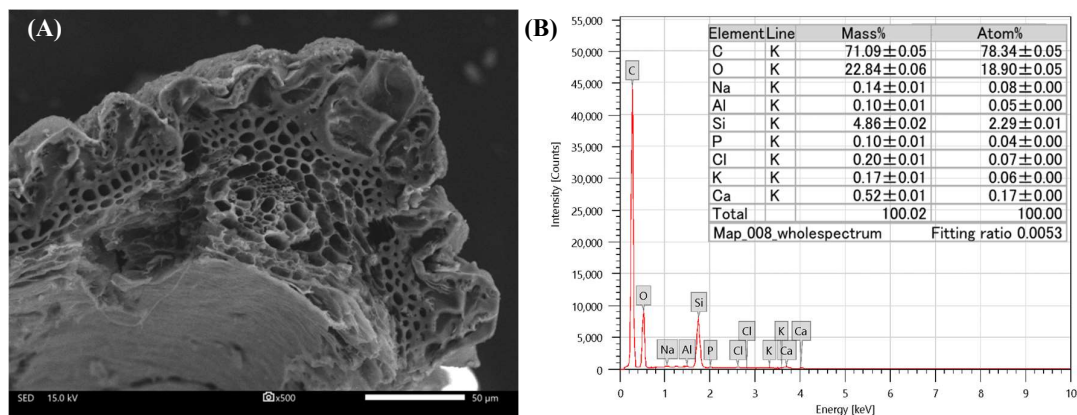 (A)
SED 15.0 kV x500 50 µm
(B)
Element Line Mass% Atom%
C K 71.09±0.05 78.34±0.05
O K 22.84±0.06 18.90±0.05
Na K 0.14±0.01 0.08±0.00
Al K 0.10±0.01 0.05±0.00
Si K 4.86±0.02 2.29±0.01
P K 0.10±0.01 0.04±0.00
Cl K 0.20±0.01 0.07±0.00
K K 0.17±0.01 0.06±0.00
Ca K 0.52±0.01 0.17±0.00
Total 100.02 100.00
Map_008_wholespectrum Fitting ratio 0.0053
Intensity [Counts]
55,000
50,000
45,000
40,000
35,000
30,000
25,000
20,000
15,000
10,000
5,000
0
C
O
Si
Cl K
Na Al P Cl K Ca Ca
0 1 2 3 4 5 6 7 8 9 10
Energy [keV]